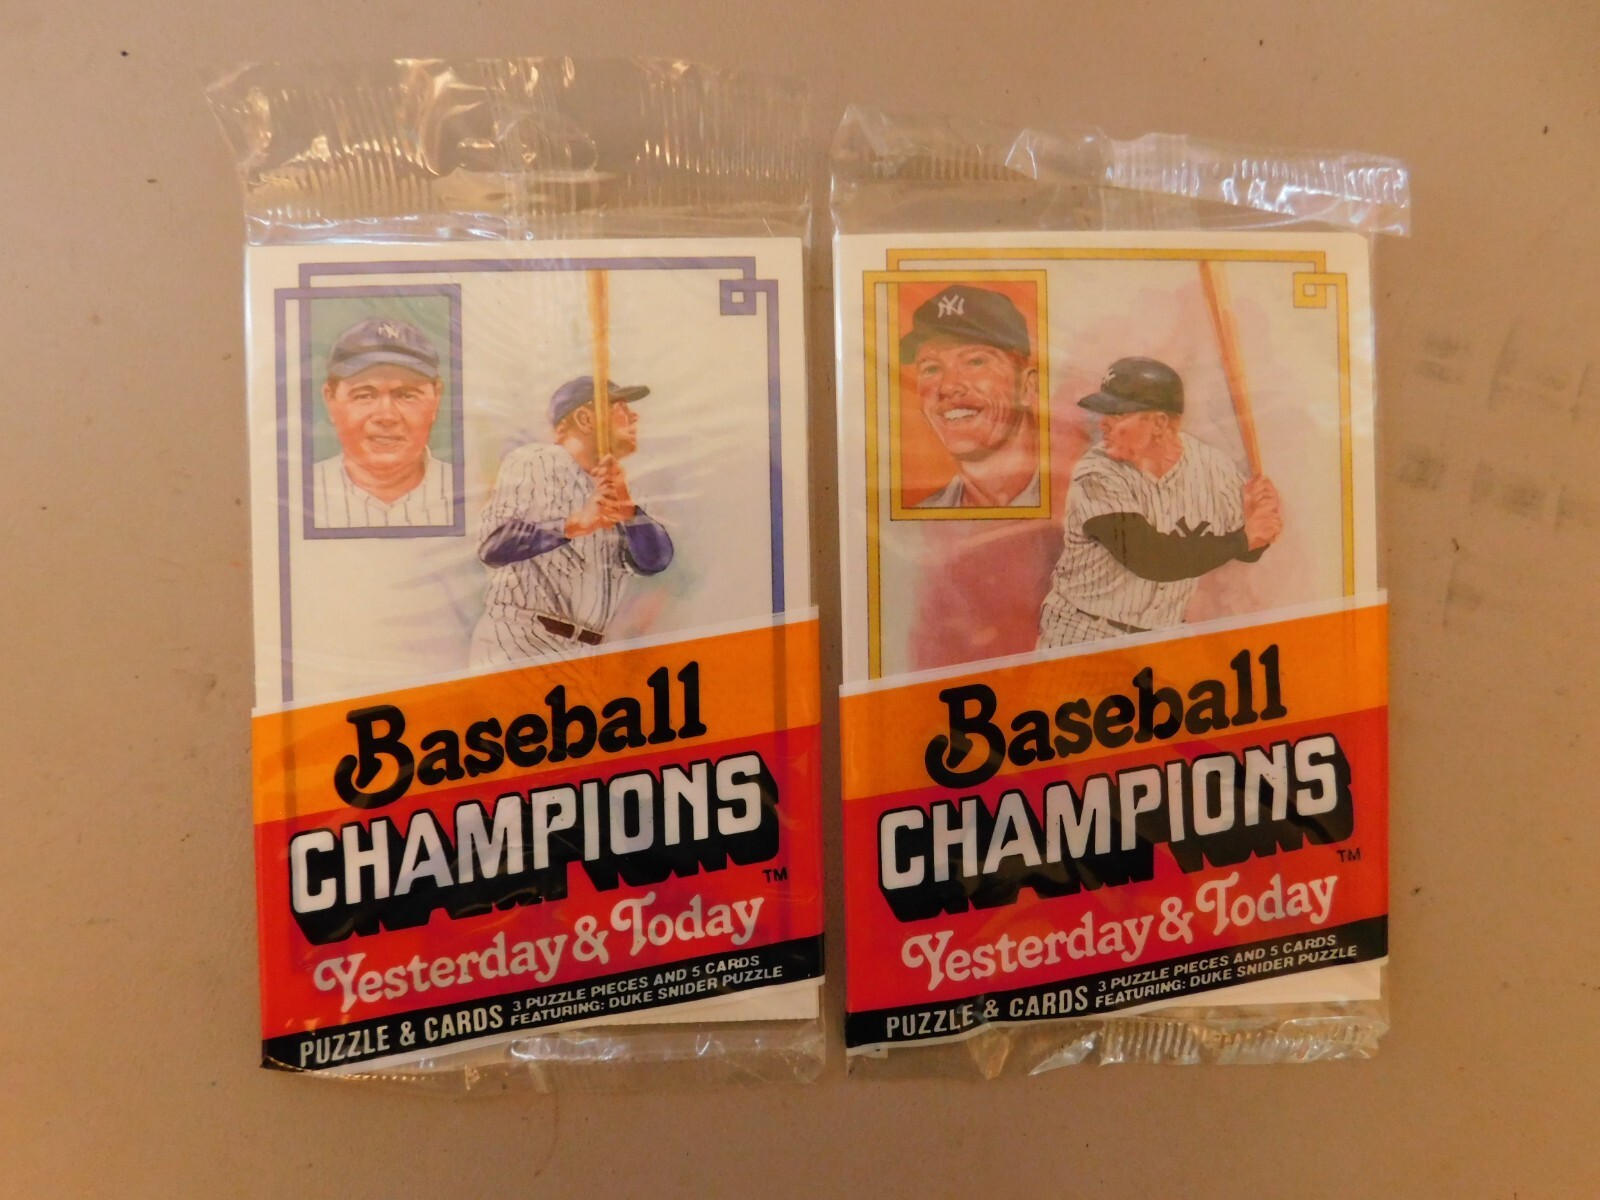 Baseball
CHAMPIONS
TM
Yesterday & Today
PUZZLE & CARDS 3 PUZZLE PIECES AND 5 CARDS
FEATURING: DUKE SNIDER PUZZLE
NY
Baseball
CHAMPIONS
TM
Yesterday & Today
PUZZLE & CARDS 3 PUZZLE PIECES AND 5 CARDS
FEATURING: DUKE SNIDER PUZZLE